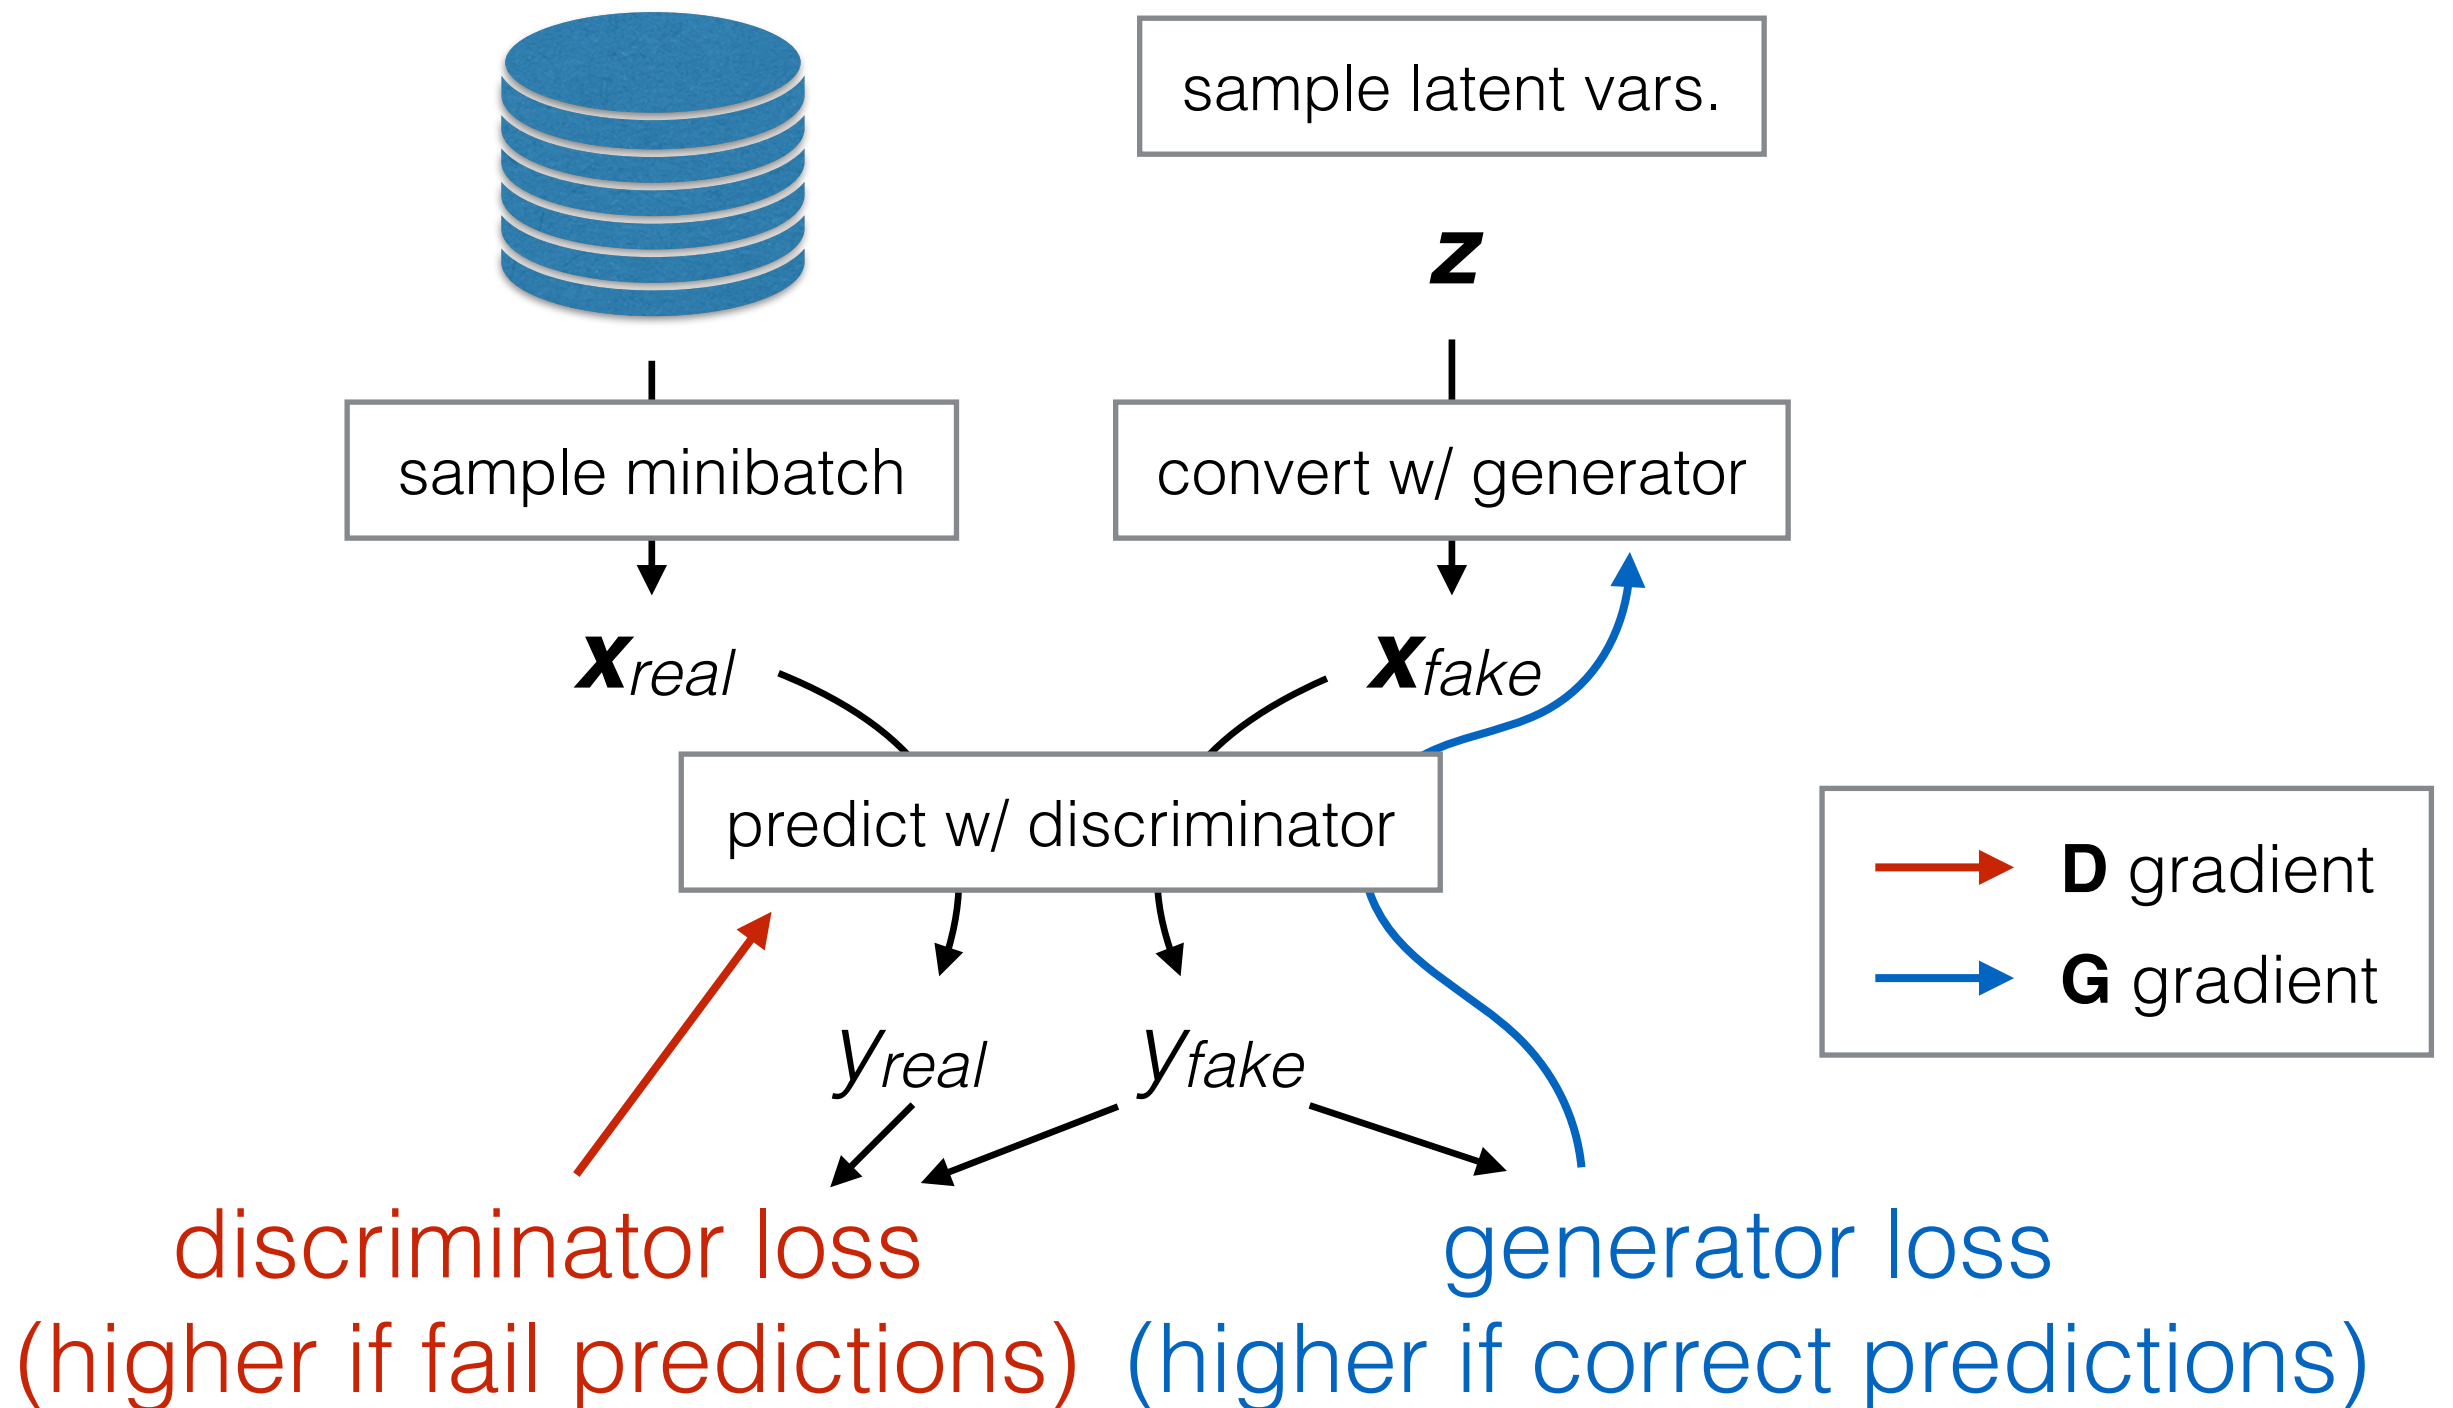 sample latent vars.
z
sample minibatch
convert w/ generator
xreal
xfake
predict w/ discriminator
D gradient
G gradient
yreal
yfake
discriminator loss
(higher if fail predictions)
generator loss
(higher if correct predictions)